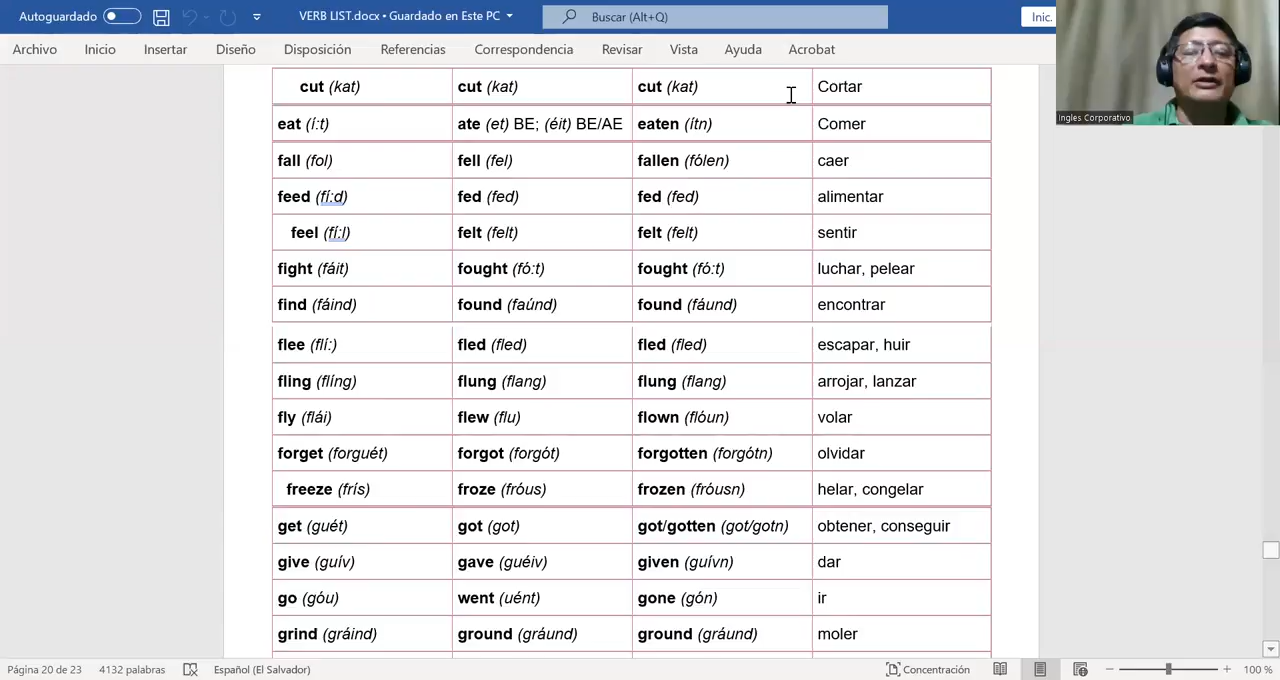 Autoguardado VERB LIST.docx • Guardado en Este PC Buscar (Alt+Q) Inic.
Archivo Inicio Insertar Diseño Disposición Referencias Correspondencia Revisar Vista Ayuda Acrobat
Ingles Corporativo
cut (kat) cut (kat) cut (kat) Cortar
eat (í:t) ate (et) BE; (éit) BE/AE eaten (ítn) Comer
fall (fol) fell (fel) fallen (fólen) caer
feed (fí:d) fed (fed) fed (fed) alimentar
feel (fí:l) felt (felt) felt (felt) sentir
fight (fáit) fought (fó:t) fought (fó:t) luchar, pelear
find (fáind) found (faúnd) found (fáund) encontrar
flee (flí:) fled (fled) fled (fled) escapar, huir
fling (flíng) flung (flang) flung (flang) arrojar, lanzar
fly (flái) flew (flu) flown (flóun) volar
forget (forguét) forgot (forgót) forgotten (forgótn) olvidar
freeze (frís) froze (fróus) frozen (fróusn) helar, congelar
get (guét) got (got) got/gotten (got/gotn) obtener, conseguir
give (guív) gave (guéiv) given (guívn) dar
go (góu) went (uént) gone (gón) ir
grind (gráind) ground (gráund) ground (gráund) moler
Página 20 de 23 4132 palabras Español (El Salvador) Concentración 100 %